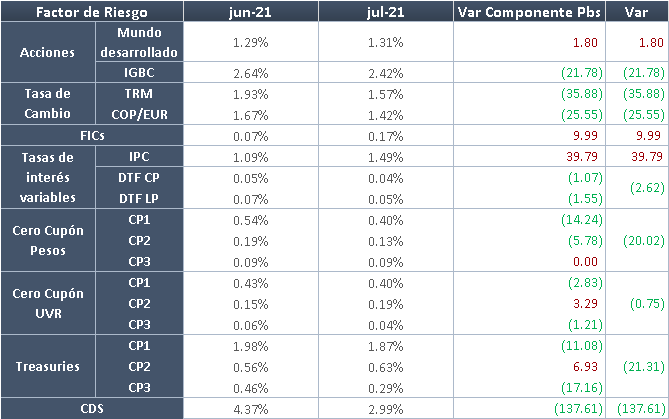 Factor de Riesgo jun-21 jul-21 Var Componente Pbs Var
Acciones Mundo desarrollado 1.29% 1.31% 1.80 1.80
IGBC 2.64% 2.42% (21.78) (21.78)
Tasa de Cambio TRM 1.93% 1.57% (35.88) (35.88)
COP/EUR 1.67% 1.42% (25.55) (25.55)
FICs 0.07% 0.17% 9.99 9.99
Tasas de interés variables IPC 1.09% 1.49% 39.79 39.79
DTF CP 0.05% 0.04% (1.07) (2.62)
DTF LP 0.07% 0.05% (1.55)
Cero Cupón Pesos CP1 0.54% 0.40% (14.24) (20.02)
CP2 0.19% 0.13% (5.78)
CP3 0.09% 0.09% 0.00
Cero Cupón UVR CP1 0.43% 0.40% (2.83) (0.75)
CP2 0.15% 0.19% 3.29
CP3 0.06% 0.04% (1.21)
Treasuries CP1 1.98% 1.87% (11.08) (21.31)
CP2 0.56% 0.63% 6.93
CP3 0.46% 0.29% (17.16)
CDS 4.37% 2.99% (137.61) (137.61)